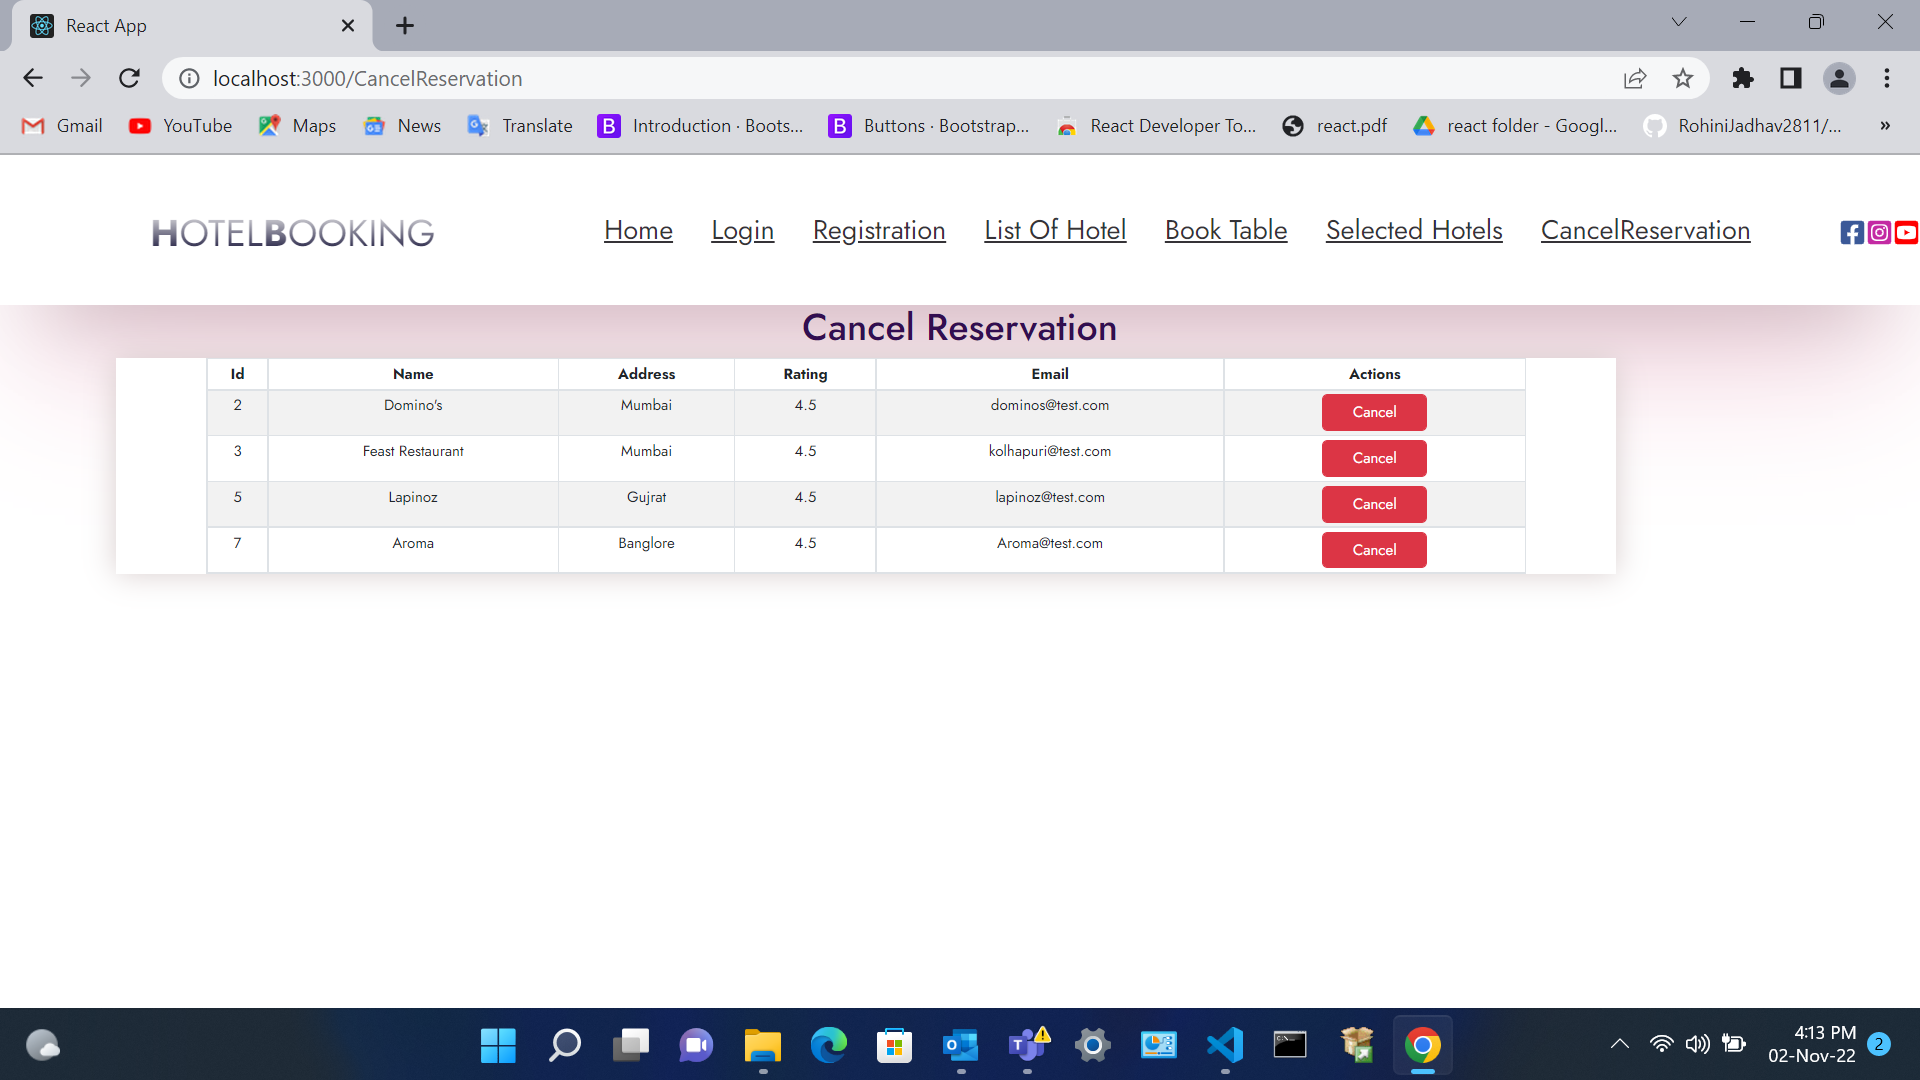 React App
localhost:3000/CancelReservation
Gmail YouTube Maps News Translate Introduction · Boots... Buttons · Bootstrap... React Developer To... react.pdf react folder - Googl... RohiniJadhav2811/... »
HOTELBOOKING Home Login Registration List Of Hotel Book Table Selected Hotels CancelReservation
Cancel Reservation
Id Name Address Rating Email Actions
2 Domino's Mumbai 4.5 dominos@test.com Cancel
3 Feast Restaurant Mumbai 4.5 kolhapuri@test.com Cancel
5 Lapinoz Gujrat 4.5 lapinoz@test.com Cancel
7 Aroma Banglore 4.5 Aroma@test.com Cancel
4:13 PM
02-Nov-22 2